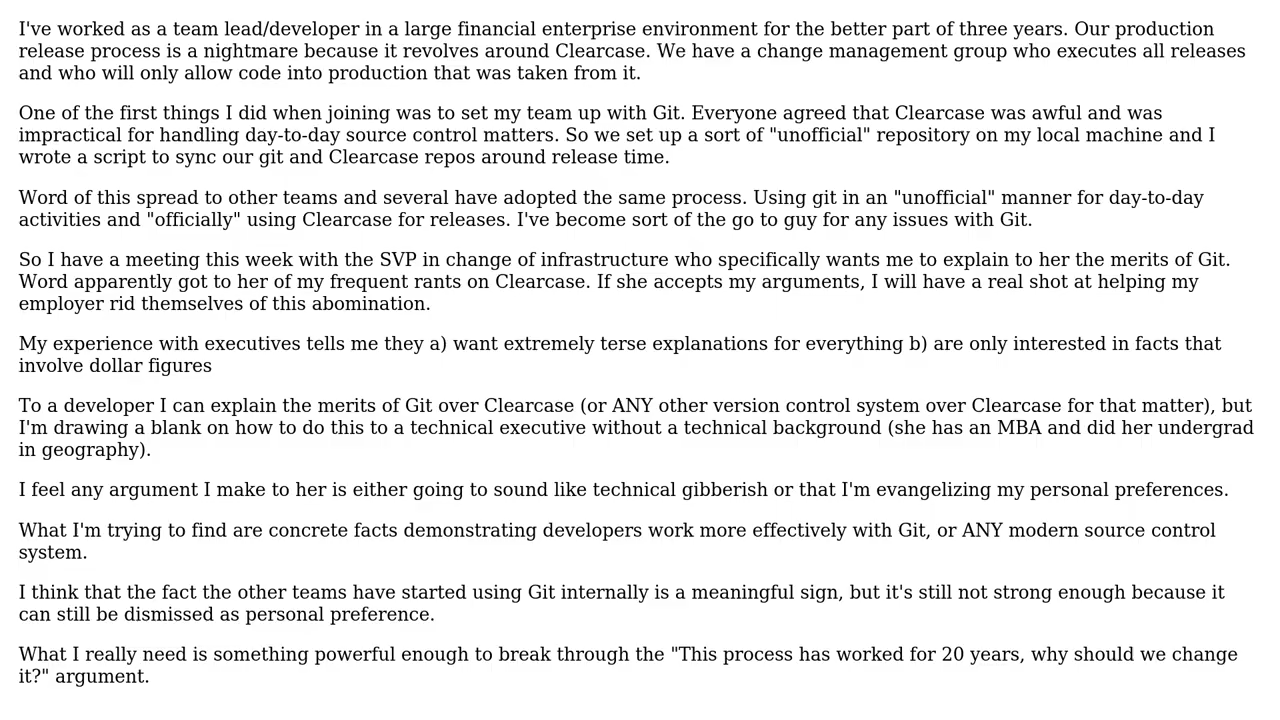 I've worked as a team lead/developer in a large financial enterprise environment for the better part of three years. Our production
release process is a nightmare because it revolves around Clearcase. We have a change management group who executes all releases
and who will only allow code into production that was taken from it.
One of the first things I did when joining was to set my team up with Git. Everyone agreed that Clearcase was awful and was
impractical for handling day-to-day source control matters. So we set up a sort of "unofficial" repository on my local machine and I
wrote a script to sync our git and Clearcase repos around release time.
Word of this spread to other teams and several have adopted the same process. Using git in an "unofficial" manner for day-to-day
activities and "officially" using Clearcase for releases. I've become sort of the go to guy for any issues with Git.
So I have a meeting this week with the SVP in change of infrastructure who specifically wants me to explain to her the merits of Git.
Word apparently got to her of my frequent rants on Clearcase. If she accepts my arguments, I will have a real shot at helping my
employer rid themselves of this abomination.
My experience with executives tells me they a) want extremely terse explanations for everything b) are only interested in facts that
involve dollar figures
To a developer I can explain the merits of Git over Clearcase (or ANY other version control system over Clearcase for that matter), but
I'm drawing a blank on how to do this to a technical executive without a technical background (she has an MBA and did her undergrad
in geography).
I feel any argument I make to her is either going to sound like technical gibberish or that I'm evangelizing my personal preferences.
What I'm trying to find are concrete facts demonstrating developers work more effectively with Git, or ANY modern source control
system.
I think that the fact the other teams have started using Git internally is a meaningful sign, but it's still not strong enough because it
can still be dismissed as personal preference.
What I really need is something powerful enough to break through the "This process has worked for 20 years, why should we change
it?" argument.